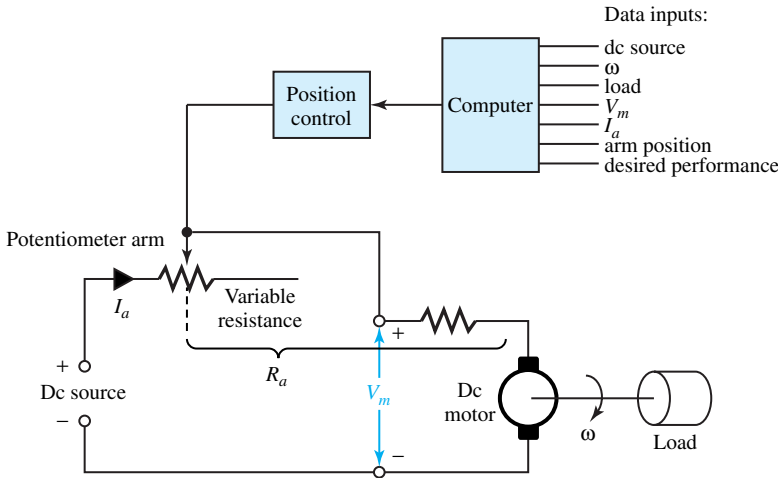 Data inputs:
dc source
ω
load
V_m
I_a
arm position
desired performance
Position
control
Computer
Potentiometer arm
I_a
Variable
resistance
+
R_a
+
Dc source
V_m
Dc
motor
−
−
ω
Load